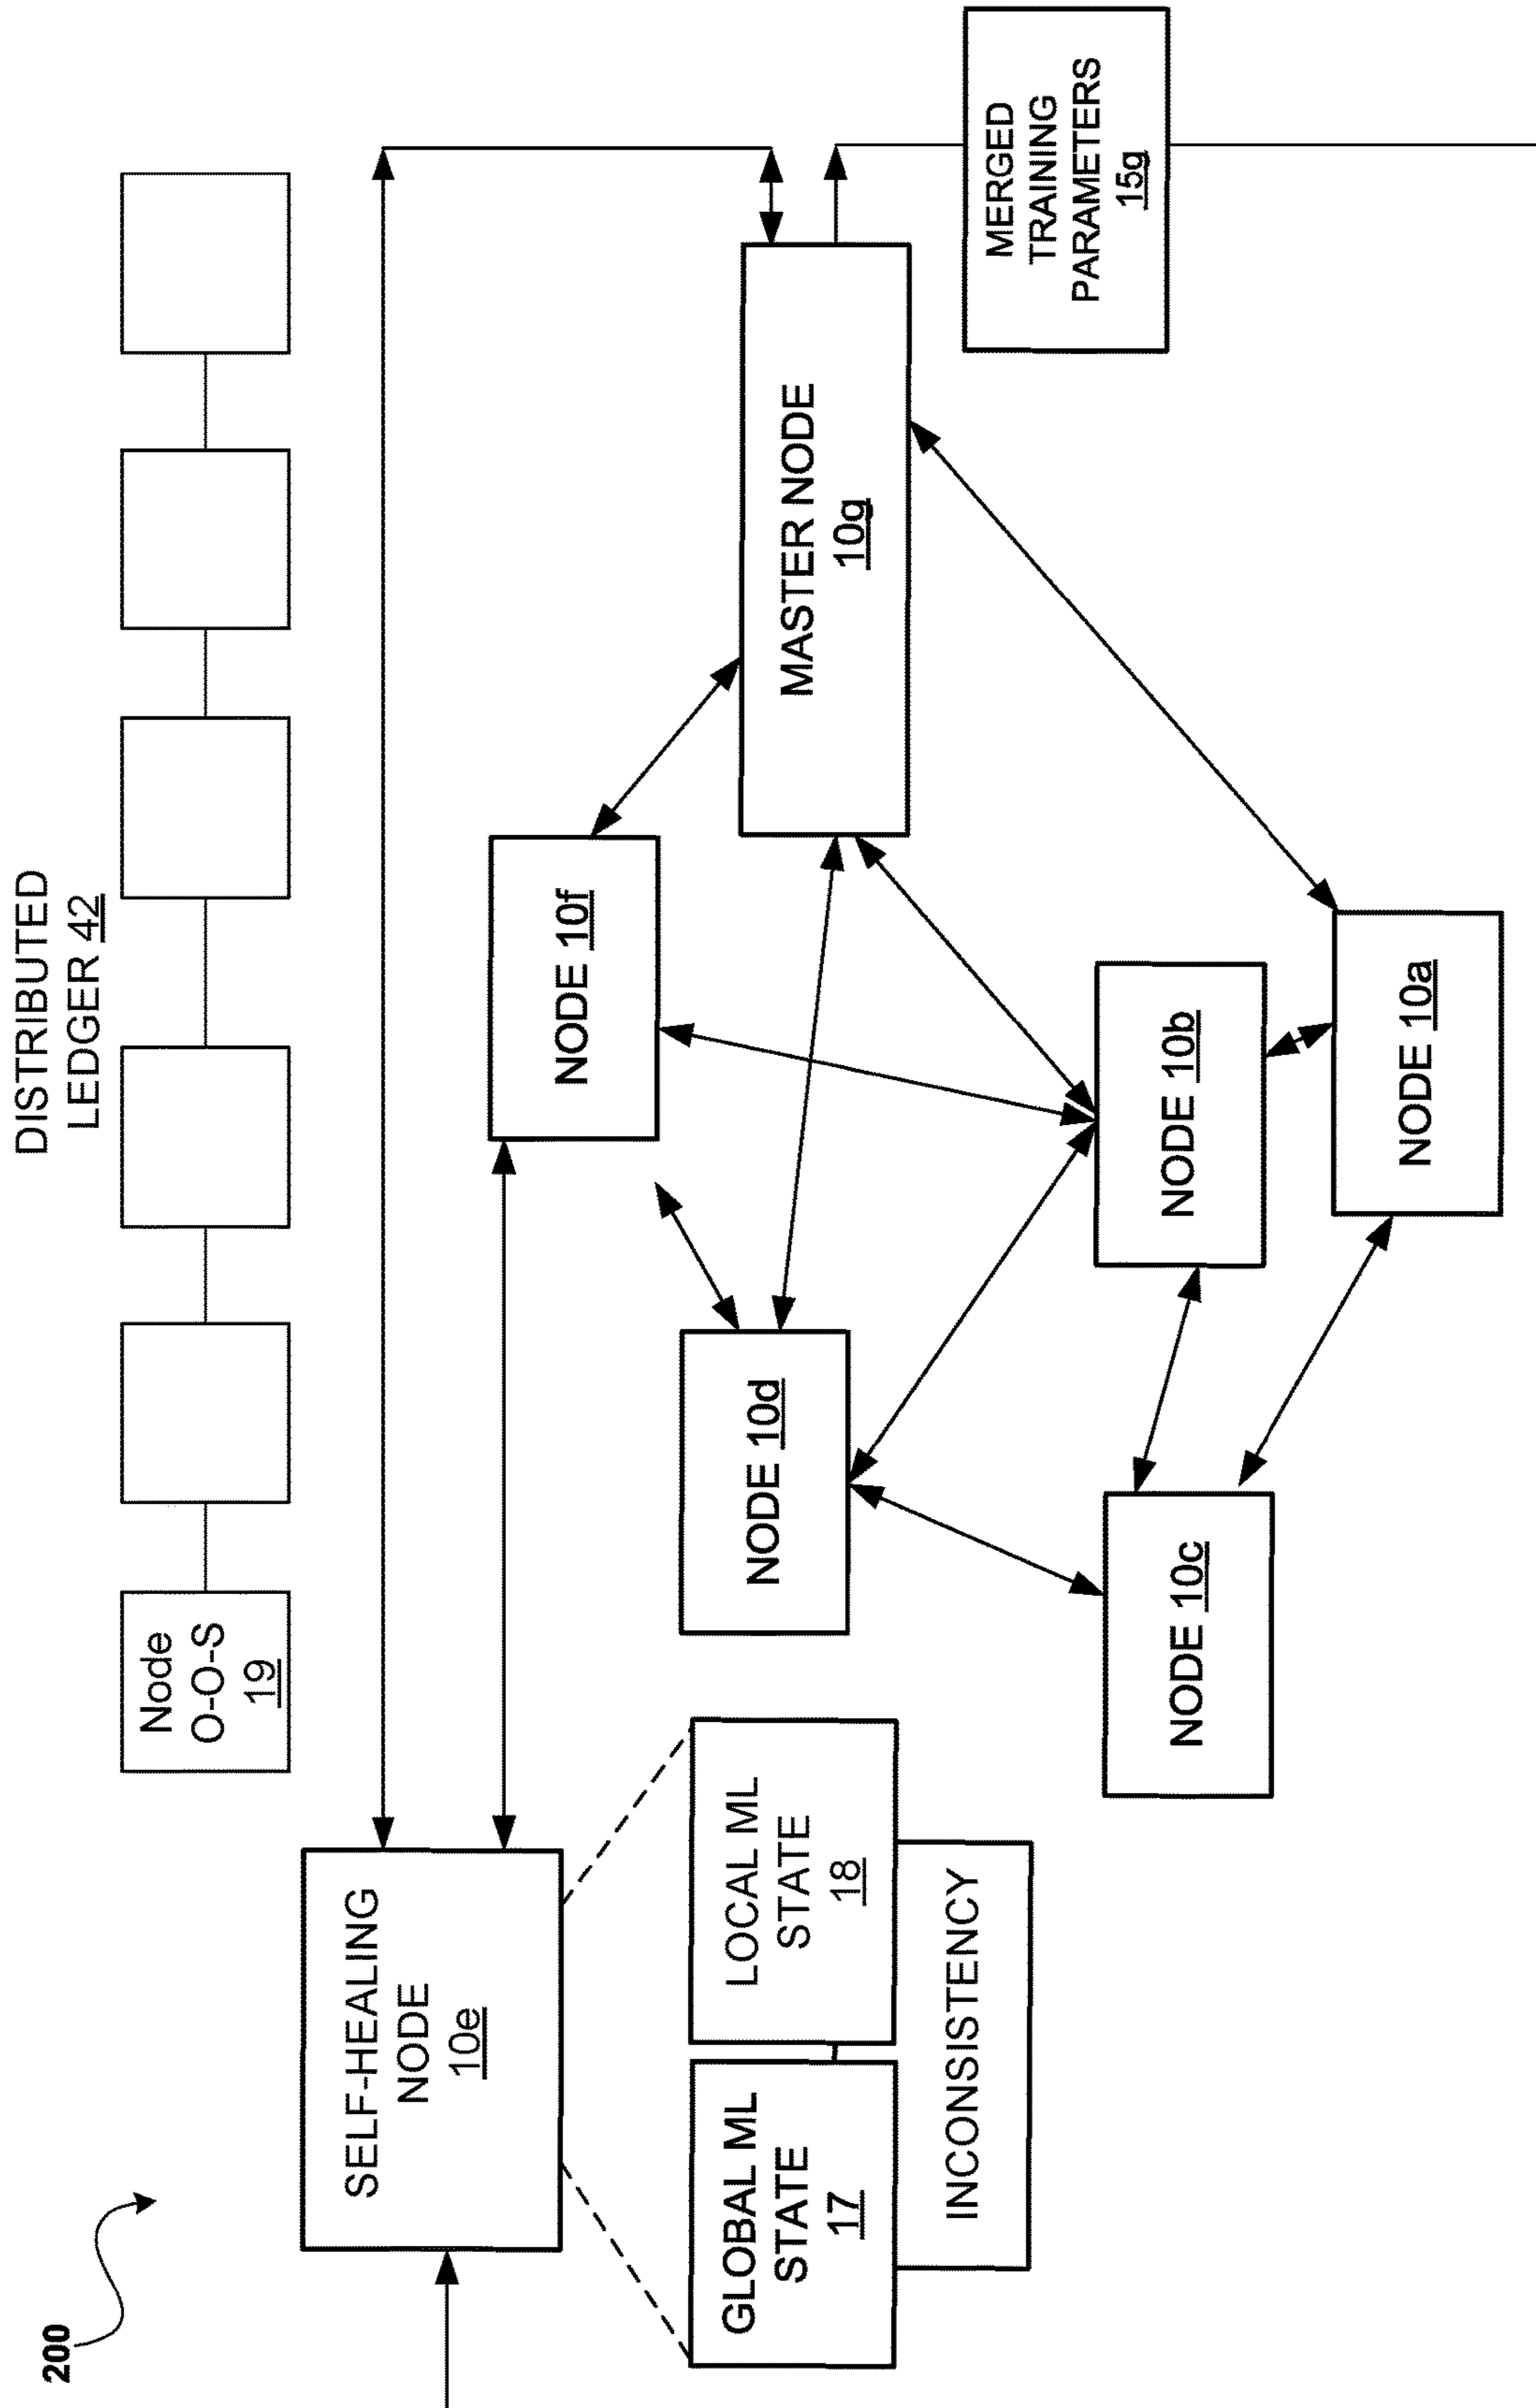 200
DISTRIBUTED
LEDGER 42
Node
O-O-S
19
SELF-HEALING
NODE
10e
GLOBAL ML
STATE
17
LOCAL ML
STATE
18
INCONSISTENCY
NODE 10f
NODE 10d
MASTER NODE
10g
NODE 10b
NODE 10c
NODE 10a
MERGED
TRAINING
PARAMETERS
15g